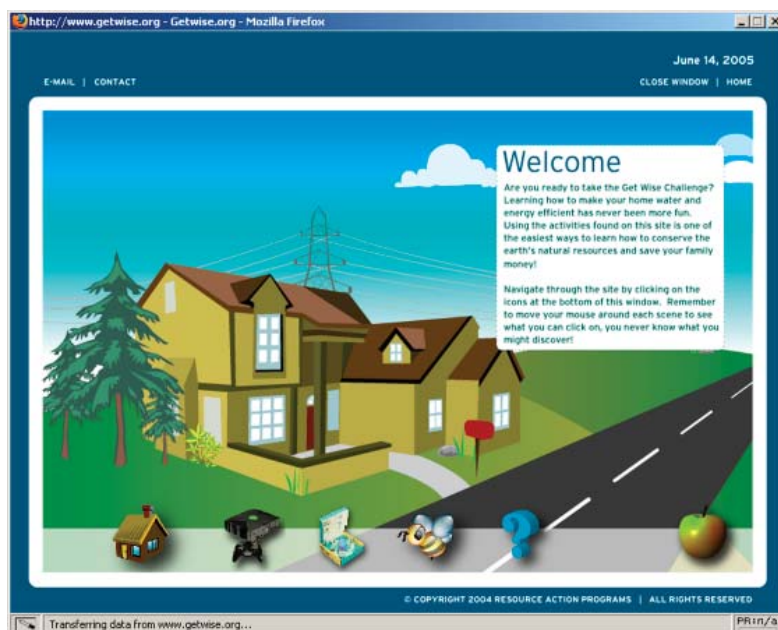 http://www.getwise.org - Getwise.org - Mozilla Firefox
June 14, 2005
E-MAIL | CONTACT
CLOSE WINDOW | HOME
Welcome
Are you ready to take the Get Wise Challenge?
Learning how to make your home water and
energy efficient has never been more fun.
Using the activities found on this site is one of
the easiest ways to learn how to conserve the
earth's natural resources and save your family
money!
Navigate through the site by clicking on the
icons at the bottom of this window. Remember
to move your mouse around each scene to see
what you can click on, you never know what you
might discover!
?
© COPYRIGHT 2004 RESOURCE ACTION PROGRAMS | ALL RIGHTS RESERVED
Transferring data from www.getwise.org...
PR:n/a